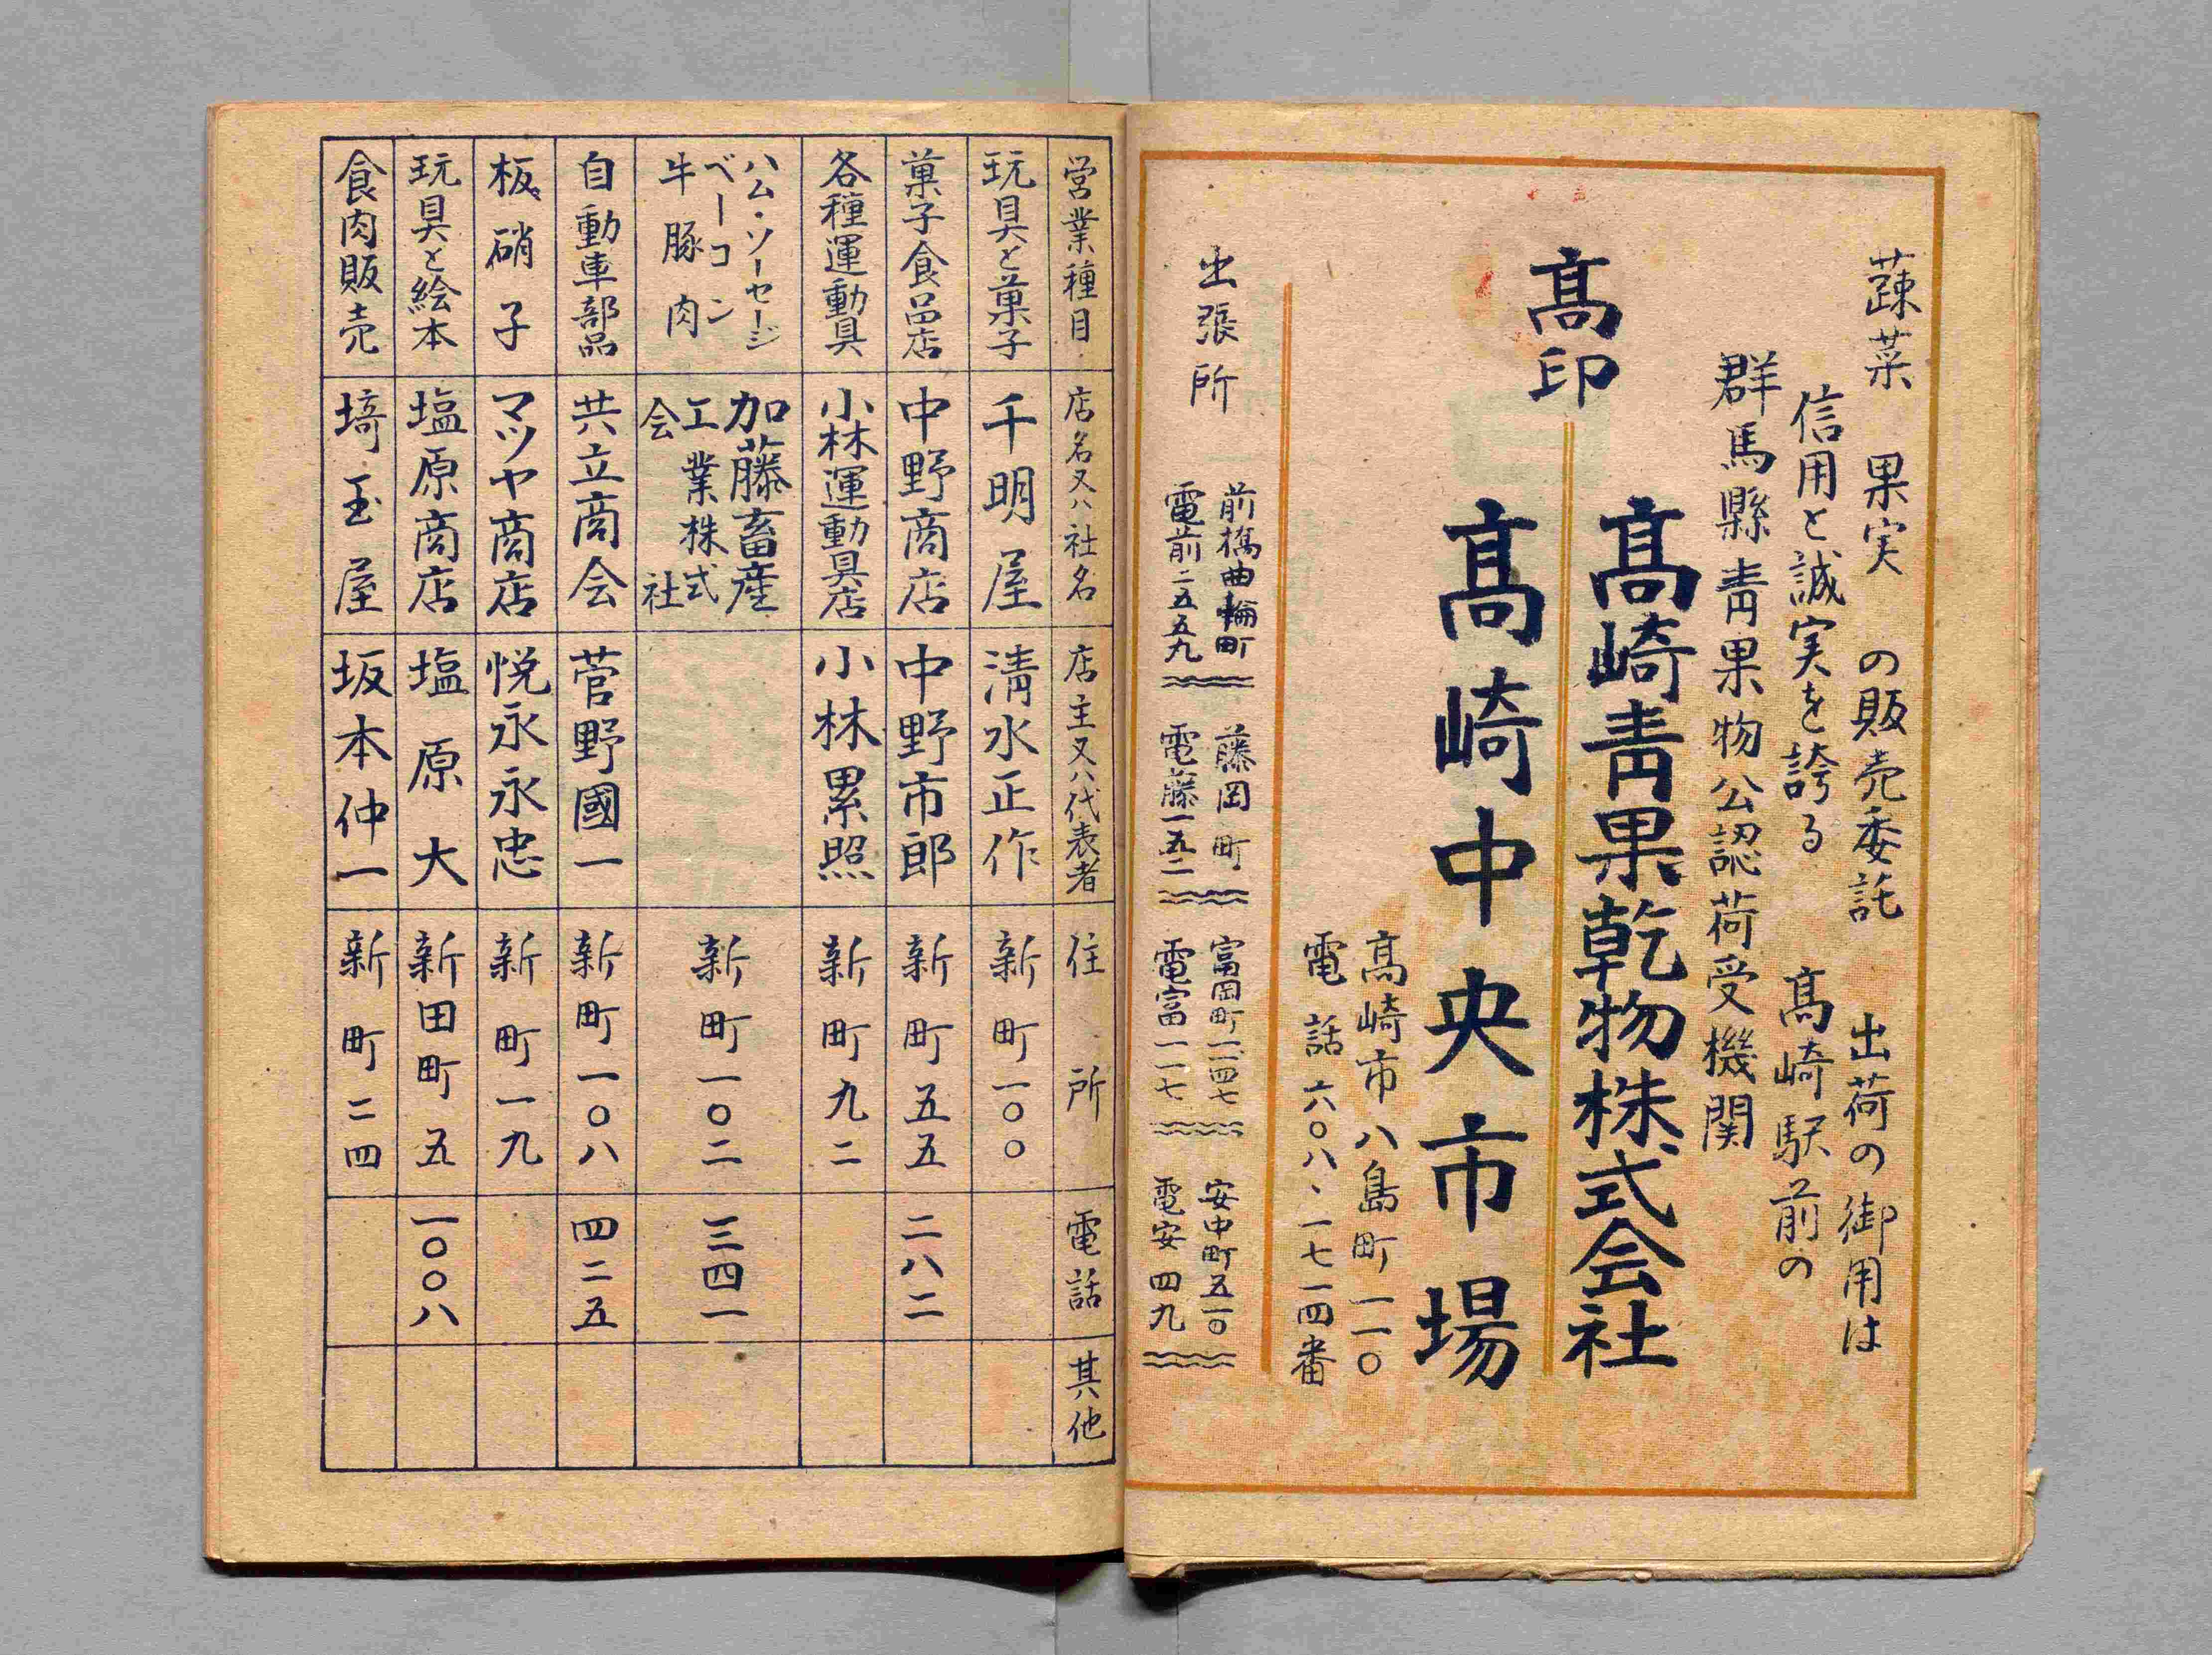 蔬菜 果実 の販売委託 出荷の御用は
信用と誠実を誇る 髙崎駅前の
群馬縣青果物公認荷受機関
髙印
髙崎青果乾物株式会社
髙崎中央市場
髙崎市八島町一一〇
電話六〇八、一七一四番
出張所
前橋曲輪町
電前二五五九
藤岡町
電藤一五二
富岡町一一四七
電富一一七
安中町五一〇
電安四九
営業種目 店名又ハ社名 店主又ハ代表者 住所 電話 其他
玩具と菓子 千明屋 清水正作 新町一〇〇
菓子食品店 中野商店 中野市郎 新町五五 二八二
各種運動具 小林運動具店 小林累照 新町九二
ハム・ソーセージ
ベーコン
牛豚肉
加藤畜産
工業株式
会社
新町一〇二 三四一
自動車部品 共立商会 菅野國一 新町一〇八 四二五
板硝子 マツヤ商店 悦永永忠 新町一九
玩具と絵本 塩原商店 塩原大 新田町五 一〇〇八
食肉販売 埼玉屋 坂本仲一 新町二四